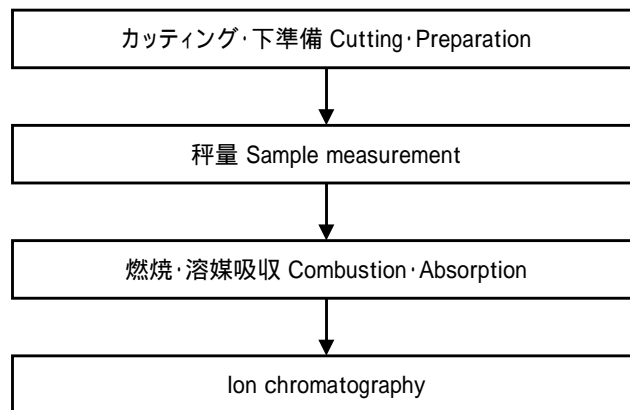 カッティング・下準備 Cutting・Preparation
秤量 Sample measurement
燃焼・溶媒吸収 Combustion・Absorption
Ion chromatography